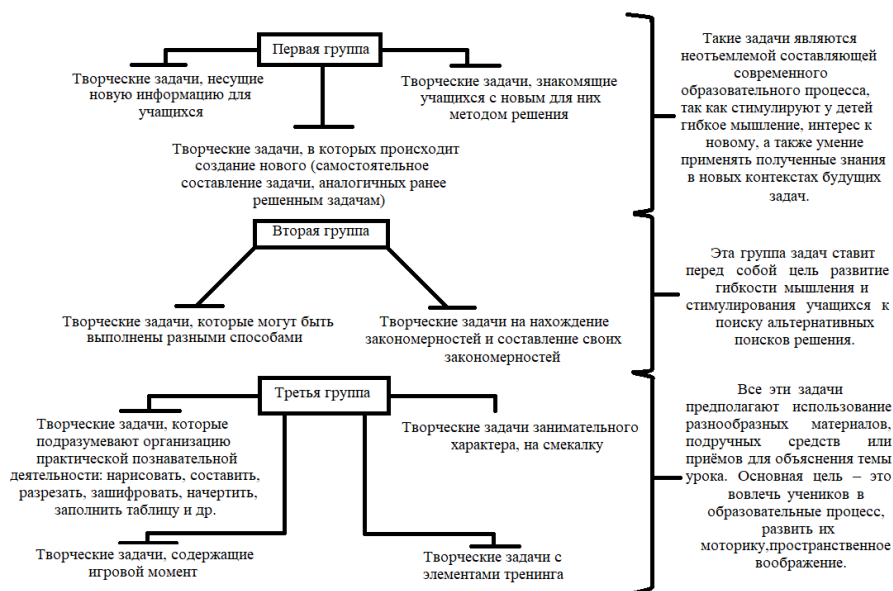 Первая группа
Творческие задачи, несущие
новую информацию для
учащихся
Творческие задачи, знакомящие
учащихся с новым для них
методом решения
Творческие задачи, в которых происходит
создание нового (самостоятельное
составление задачи, аналогичных ранее
решенным задачам)
Такие задачи являются
неотъемлемой составляющей
современного
образовательного процесса,
так как стимулируют у детей
гибкое мышление, интерес к
новому, а также умение
применять полученные знания
в новых контекстах будущих
задач.
Вторая группа
Творческие задачи, которые могут быть
выполнены разными способами
Творческие задачи на нахождение
закономерностей и составление своих
закономерностей
Эта группа задач ставит
перед собой цель развитие
гибкости мышления и
стимулирования учащихся к
поиску альтернативных
поисков решения.
Третья группа
Творческие задачи, которые
подразумевают организацию
практической познавательной
деятельности: нарисовать, составить,
разрезать, зашифровать, начертить,
заполнить таблицу и др.
Творческие задачи занимательного
характера, на смекалку
Творческие задачи, содержащие
игровой момент
Творческие задачи с
элементами тренинга
Все эти задачи
предполагают использование
разнообразных материалов,
подручных средств или
приёмов для объяснения темы
урока. Основная цель – это
вовлечь учеников в
образовательные процесс,
развить их
моторику,пространственное
воображение.